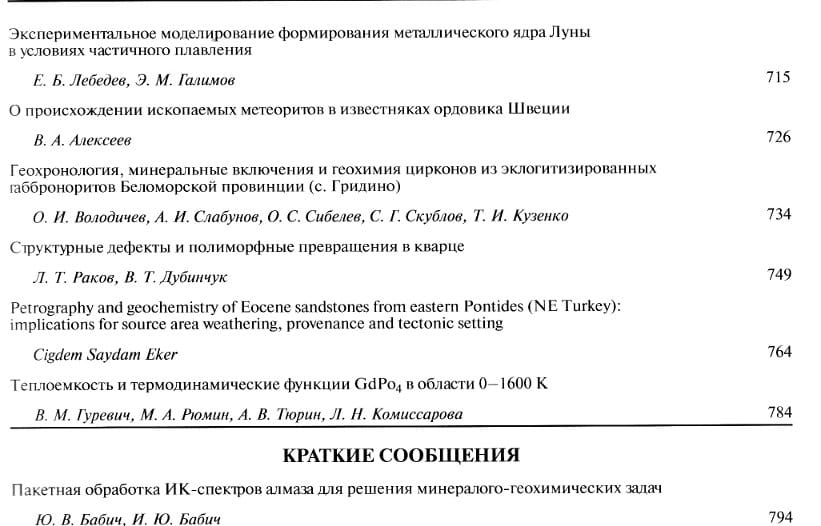 Экспериментальное моделирование формирования металлического ядра Луны
в условиях частичного плавления
Е. Б. Лебедев, Э. М. Галимов 715
О происхождении ископаемых метеоритов в известняках ордовика Швеции
В. А. Алексеев 726
Геохронология, минеральные включения и геохимия цирконов из эклогитизированных
габброноритов Беломорской провинции (с. Гридино)
О. И. Володичев, А. И. Слабунов, О. С. Сибелев, С. Г. Скублов, Т. И. Кузенко 734
Структурные дефекты и полиморфные превращения в кварце
Л. Т. Раков, В. Т. Дубинчук 749
Petrography and geochemistry of Eocene sandstones from eastern Pontides (NE Turkey):
implications for source area weathering, provenance and tectonic setting
Cigdem Saydam Eker 764
Теплоемкость и термодинамические функции GdPo₄ в области 0–1600 K
В. М. Гуревич, М. А. Рюмин, А. В. Тюрин, Л. Н. Комиссарова 784
КРАТКИЕ СООБЩЕНИЯ
Пакетная обработка ИК-спектров алмаза для решения минералого-геохимических задач
Ю. В. Бабич, И. Ю. Бабич 794